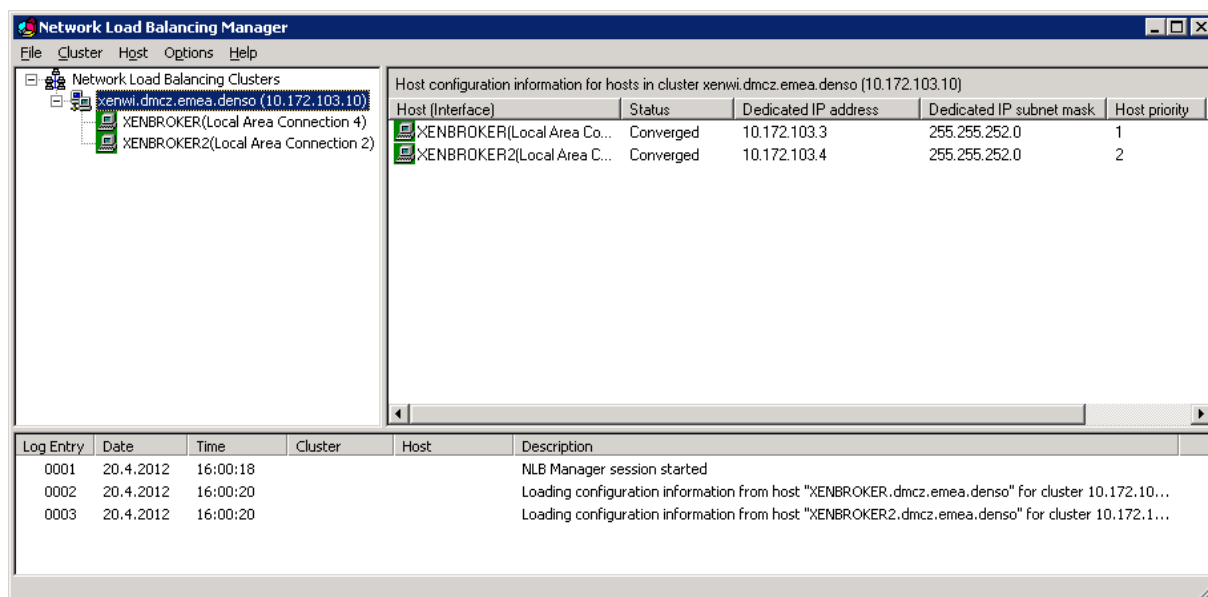 Network Load Balancing Manager
File Cluster Host Options Help
Network Load Balancing Clusters
xenwi.dmcz.emea.denso (10.172.103.10)
XENBROKER(Local Area Connection 4)
XENBROKER2(Local Area Connection 2)
Host configuration information for hosts in cluster xenwi.dmcz.emea.denso (10.172.103.10)
Host (Interface) Status Dedicated IP address Dedicated IP subnet mask Host priority
XENBROKER(Local Area Co... Converged 10.172.103.3 255.255.252.0 1
XENBROKER2(Local Area C... Converged 10.172.103.4 255.255.252.0 2
Log Entry Date Time Cluster Host Description
0001 20.4.2012 16:00:18 NLB Manager session started
0002 20.4.2012 16:00:20 Loading configuration information from host "XENBROKER.dmcz.emea.denso" for cluster 10.172.10...
0003 20.4.2012 16:00:20 Loading configuration information from host "XENBROKER2.dmcz.emea.denso" for cluster 10.172.1...